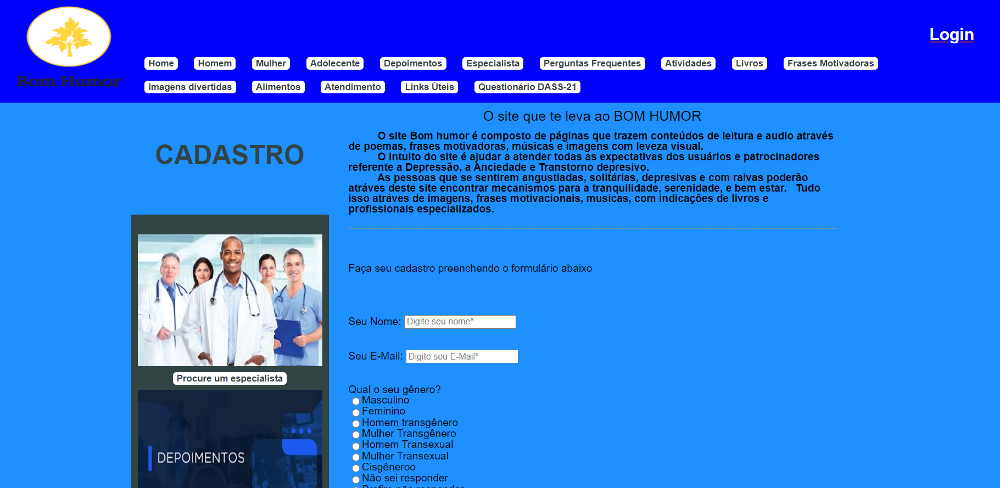 Bom Humor
Login
Home Homem Mulher Adolecente Depoimentos Especialista Perguntas Frequentes Atividades Livros Frases Motivadoras
Imagens divertidas Alimentos Atendimento Links Úteis Questionário DASS-21
CADASTRO
Procure um especialista
DEPOIMENTOS
O site que te leva ao BOM HUMOR
O site Bom humor é composto de páginas que trazem conteúdos de leitura e audio através
de poemas, frases motivadoras, músicas e imagens com leveza visual.
O intuito do site é ajudar a atender todas as expectativas dos usuários e patrocinadores
referente a Depressão, a Anciedade e Transtorno depresivo.
As pessoas que se sentirem angustiadas, solitárias, depresivas e com raivas poderão
atráves deste site encontrar mecanismos para a tranquilidade, serenidade, e bem estar. Tudo
isso atráves de imagens, frases motivacionais, musicas, com indicações de livros e
profissionais especializados.
Faça seu cadastro preenchendo o formulário abaixo
Seu Nome: Digite seu nome*
Seu E-Mail: Digite seu E-Mail*
Qual o seu gênero?
Masculino
Feminino
Homem transgênero
Mulher Transgênero
Homem Transexual
Mulher Transexual
Cisgêneroo
Não sei responder
Prefiro não responder